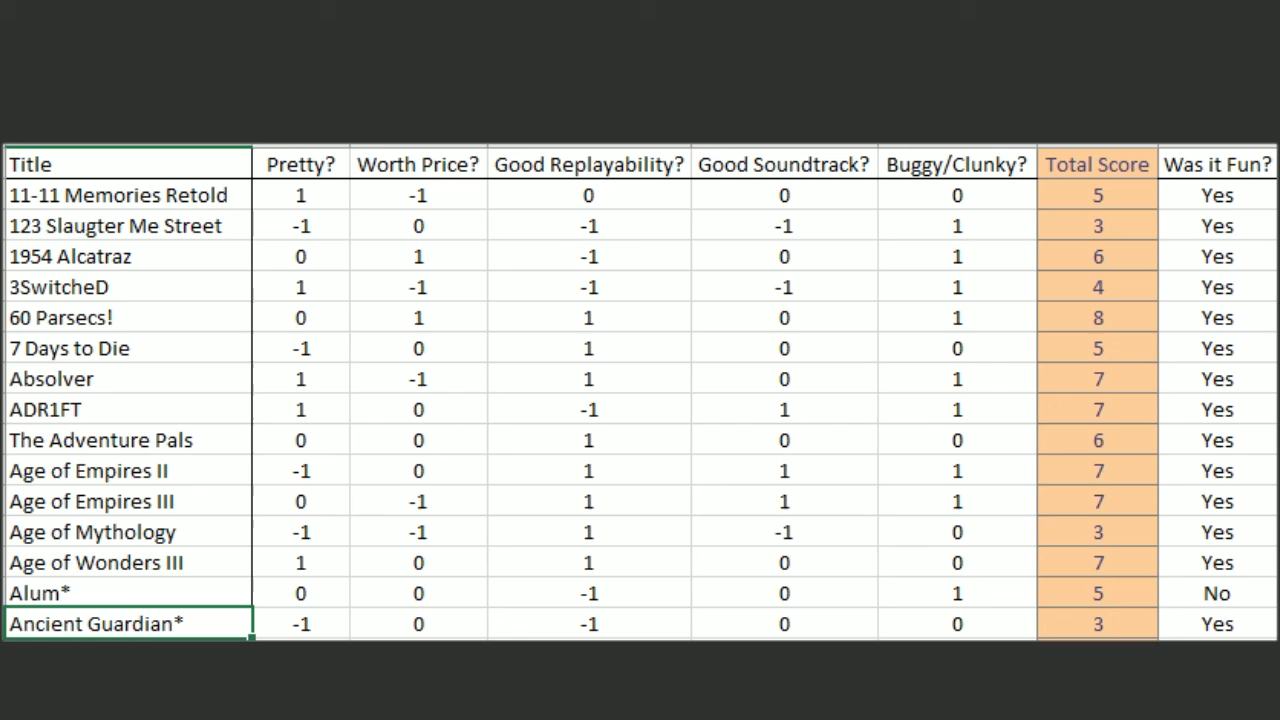 Title Pretty? Worth Price? Good Replayability? Good Soundtrack? Buggy/Clunky? Total Score Was it Fun?
11-11 Memories Retold 1 -1 0 0 0 5 Yes
123 Slaugter Me Street -1 0 -1 -1 1 3 Yes
1954 Alcatraz 0 1 -1 0 1 6 Yes
3SwitcheD 1 -1 -1 -1 1 4 Yes
60 Parsecs! 0 1 1 0 1 8 Yes
7 Days to Die -1 0 1 0 0 5 Yes
Absolver 1 -1 1 0 1 7 Yes
ADR1FT 1 0 -1 1 1 7 Yes
The Adventure Pals 0 0 1 0 0 6 Yes
Age of Empires II -1 0 1 1 1 7 Yes
Age of Empires III 0 -1 1 1 1 7 Yes
Age of Mythology -1 -1 1 -1 0 3 Yes
Age of Wonders III 1 0 1 0 0 7 Yes
Alum* 0 0 -1 0 1 5 No
Ancient Guardian* -1 0 -1 0 0 3 Yes